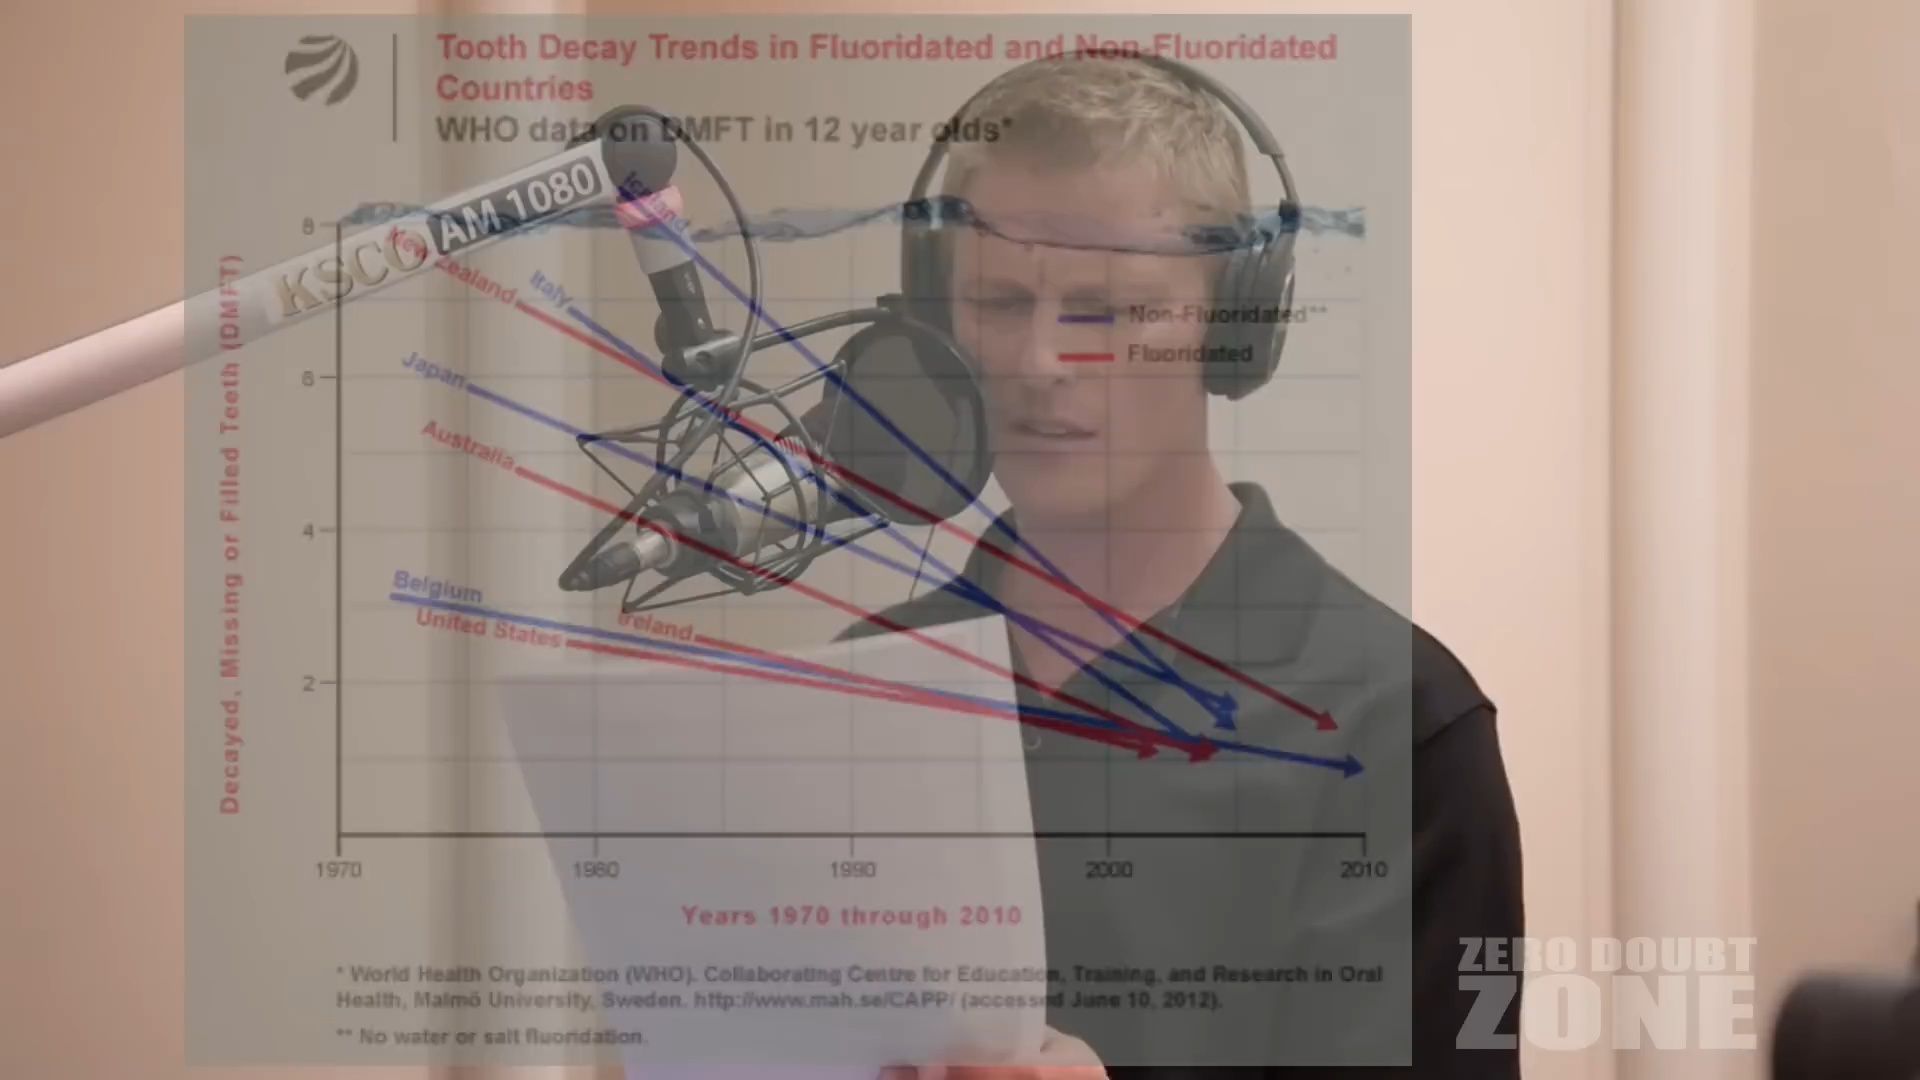 Tooth Decay Trends in Fluoridated and Non-Fluoridated
Countries
WHO data on DMFT in 12 year olds*
KSCO AM 1080
Iceland
New Zealand
Italy
Japan
Australia
Belgium
United States
Ireland
Non-Fluoridated**
Fluoridated
Decayed, Missing or Filled Teeth (DMFT)
8
6
4
2
1970
1980
1990
2000
2010
Years 1970 through 2010
* World Health Organization (WHO). Collaborating Centre for Education, Training, and Research in Oral
Health, Malmö University, Sweden. http://www.mah.se/CAPP/ (accessed June 10, 2012).
** No water or salt fluoridation.
ZERO DOUBT
ZONE